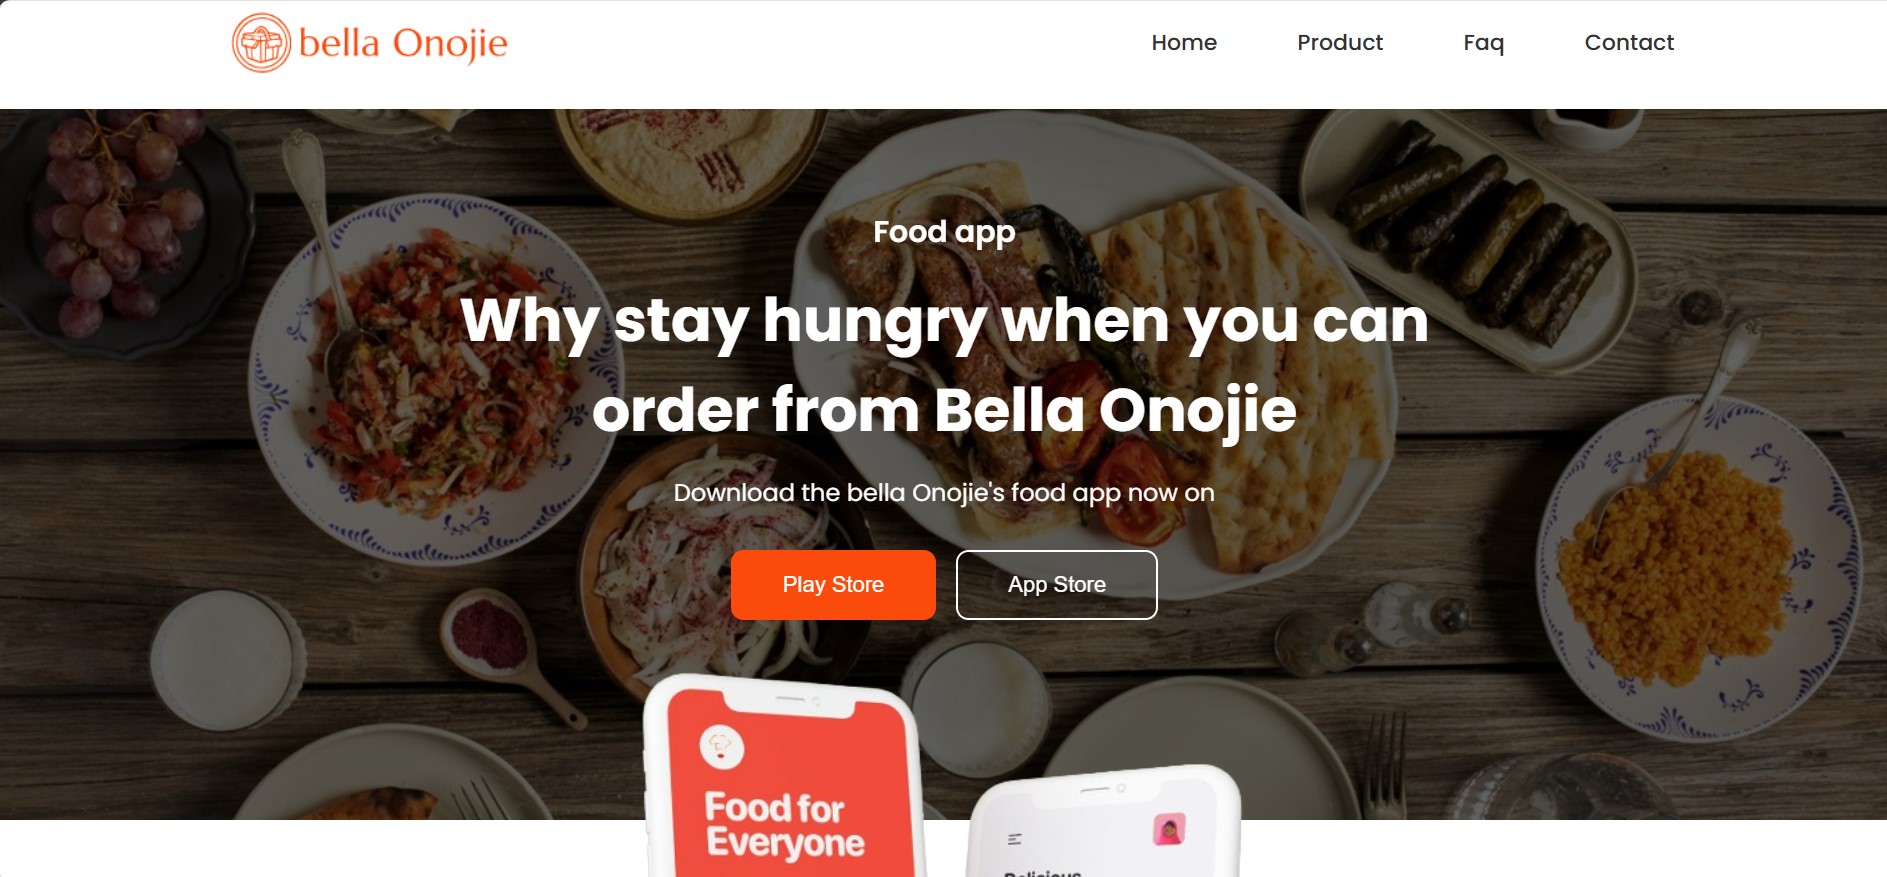 bella Onojie
Home Product Faq Contact
Food app
Why stay hungry when you can
order from Bella Onojie
Download the bella Onojie's food app now on
Play Store App Store
Food for
Everyone
Delicious